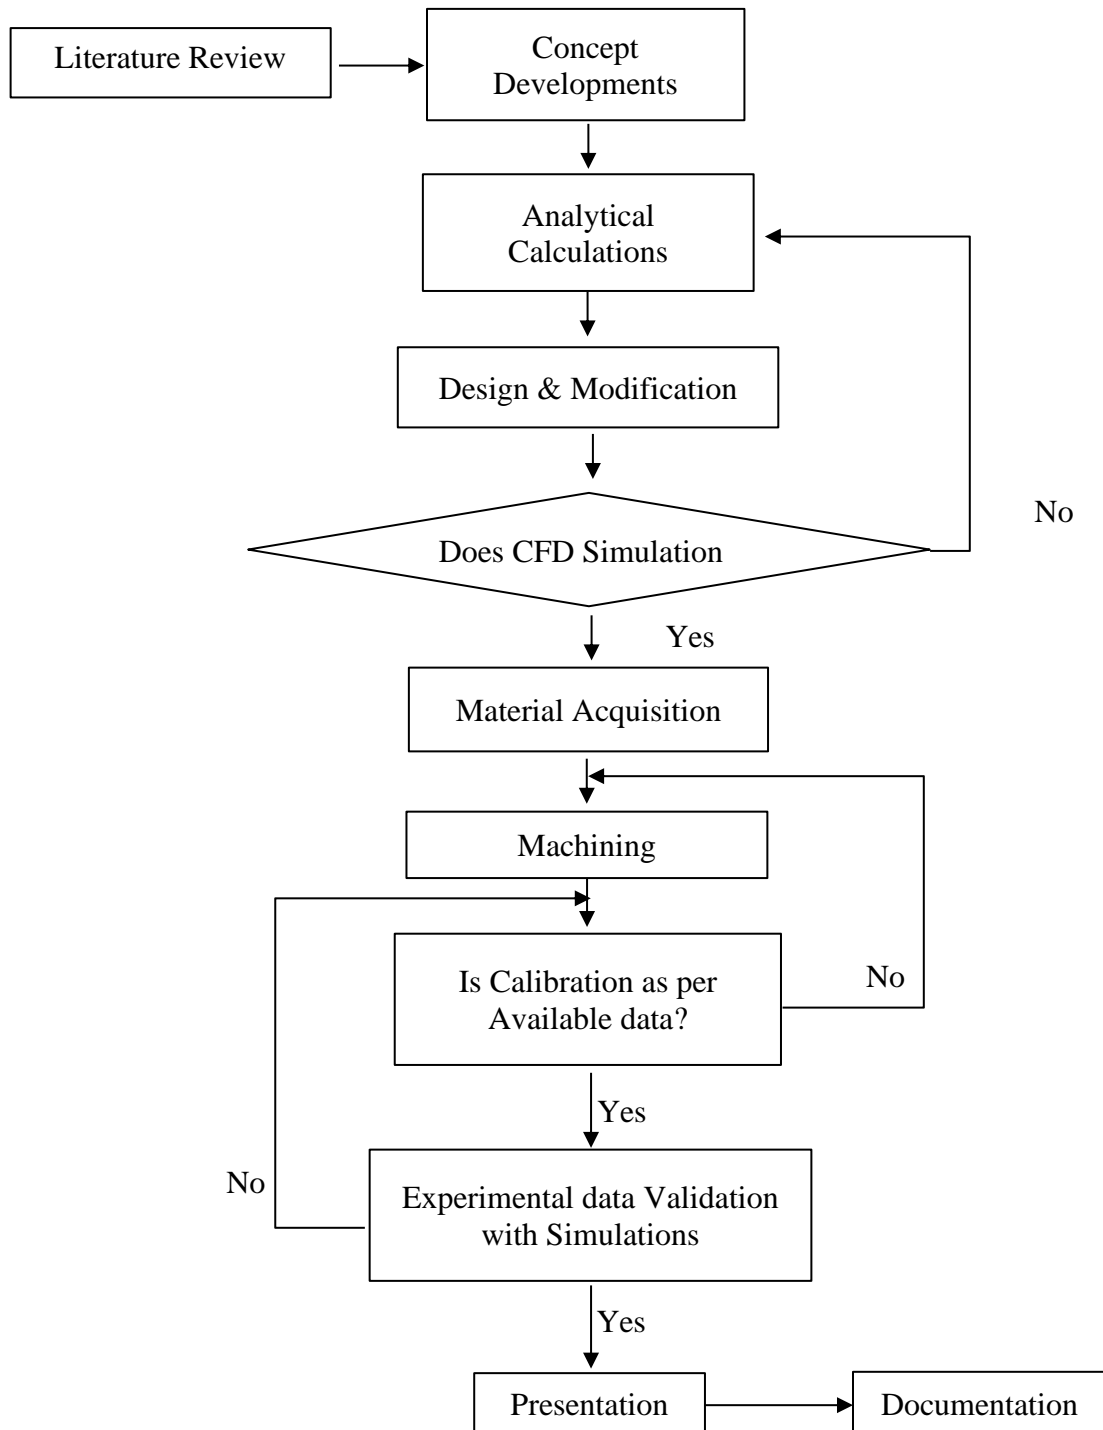 Literature Review
Concept
Developments
Analytical
Calculations
Design & Modification
No
Does CFD Simulation
Yes
Material Acquisition
Machining
Is Calibration as per
Available data?
No
Yes
No
Experimental data Validation
with Simulations
Yes
Presentation
Documentation